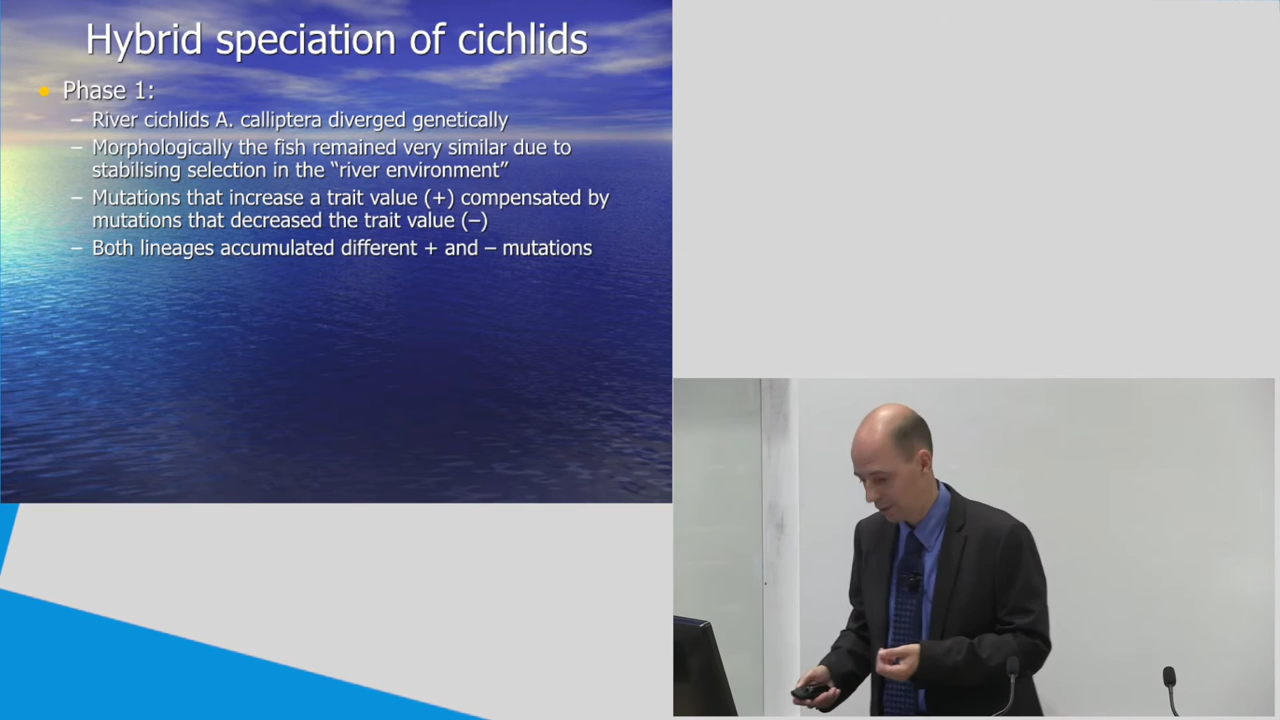 Hybrid speciation of cichlids
• Phase 1:
– River cichlids A. calliptera diverged genetically
– Morphologically the fish remained very similar due to
stabilising selection in the “river environment”
– Mutations that increase a trait value (+) compensated by
mutations that decreased the trait value (–)
– Both lineages accumulated different + and – mutations